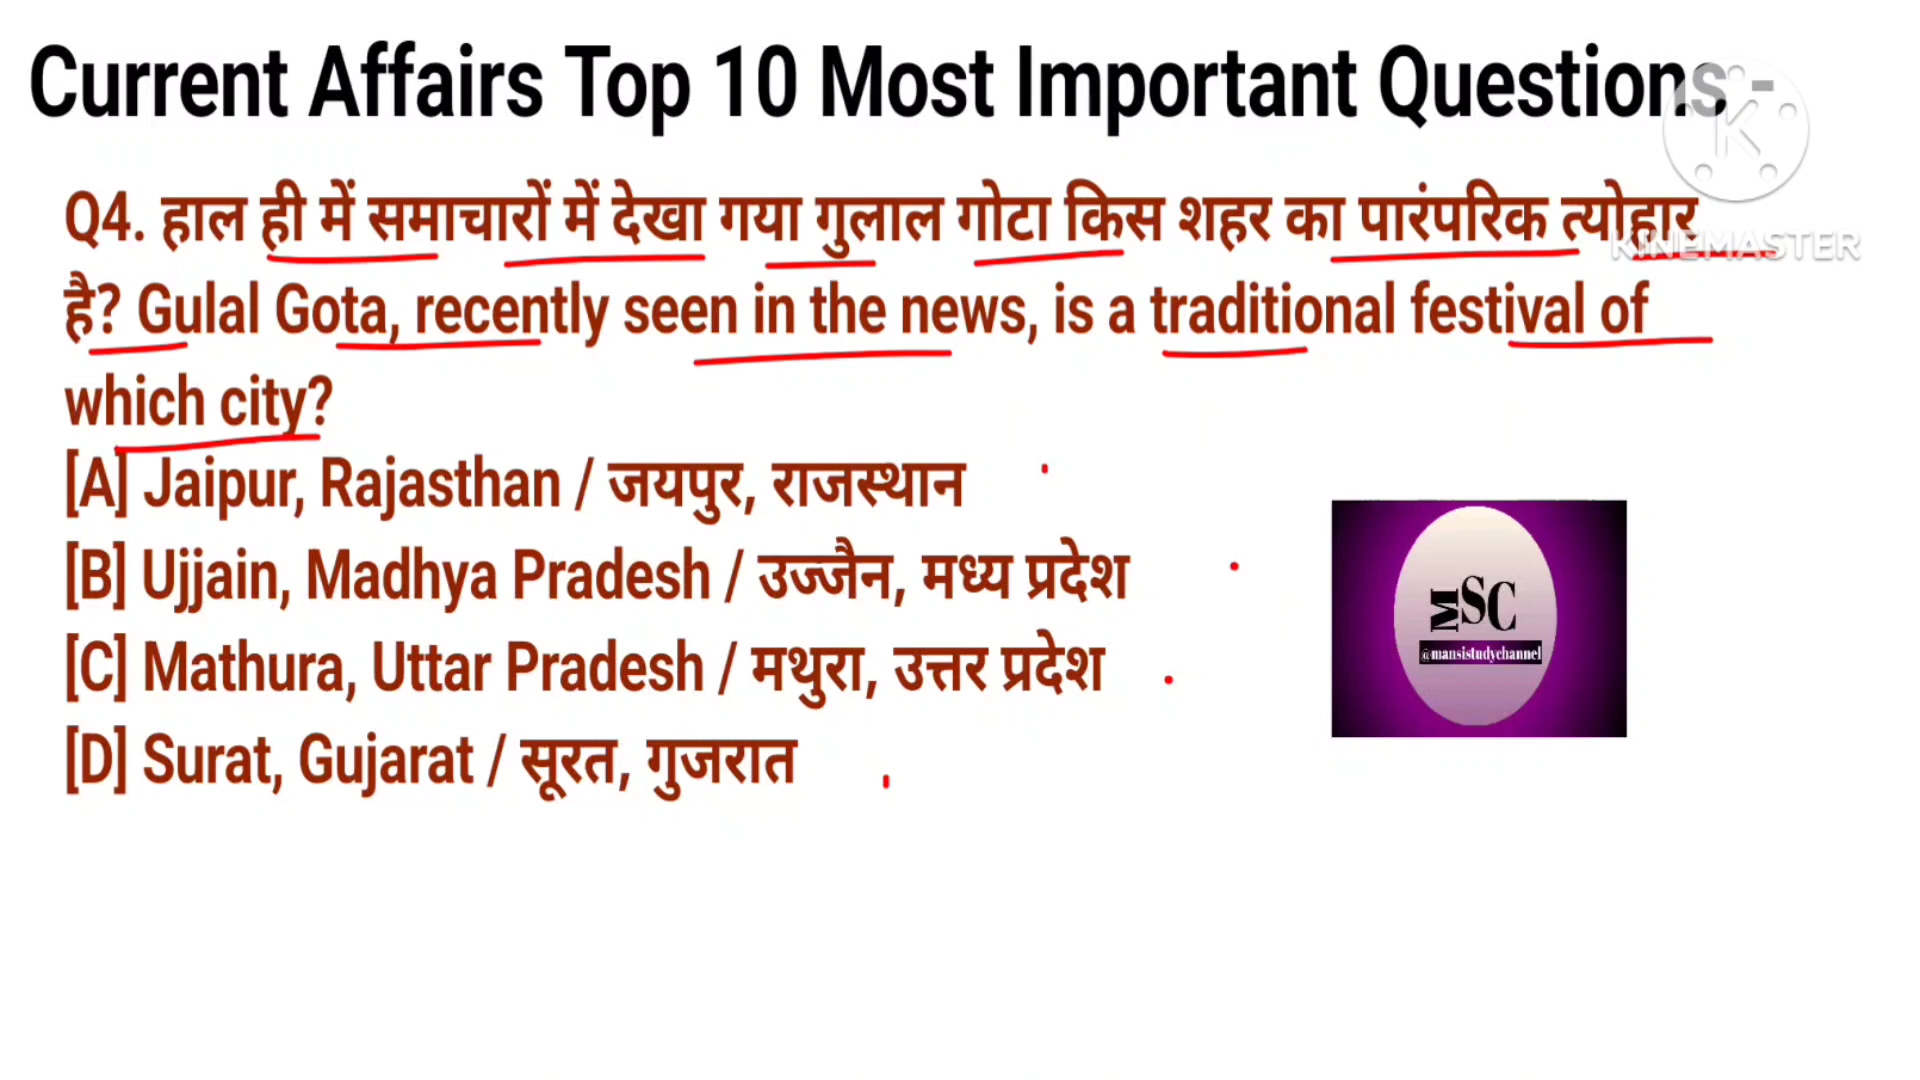 Current Affairs Top 10 Most Important Questions -
Q4. हाल ही में समाचारों में देखा गया गुलाल गोटा किस शहर का पारंपरिक त्योहार
है? Gulal Gota, recently seen in the news, is a traditional festival of
which city?
[A] Jaipur, Rajasthan / जयपुर, राजस्थान
[B] Ujjain, Madhya Pradesh / उज्जैन, मध्य प्रदेश
[C] Mathura, Uttar Pradesh / मथुरा, उत्तर प्रदेश
[D] Surat, Gujarat / सूरत, गुजरात
K
KINEMASTER
MSC
@mansistudychannel